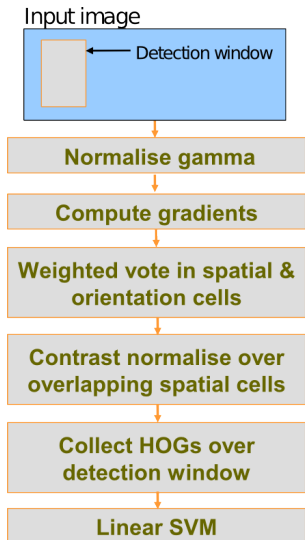 Input image
Detection window
Normalise gamma
Compute gradients
Weighted vote in spatial &
orientation cells
Contrast normalise over
overlapping spatial cells
Collect HOGs over
detection window
Linear SVM